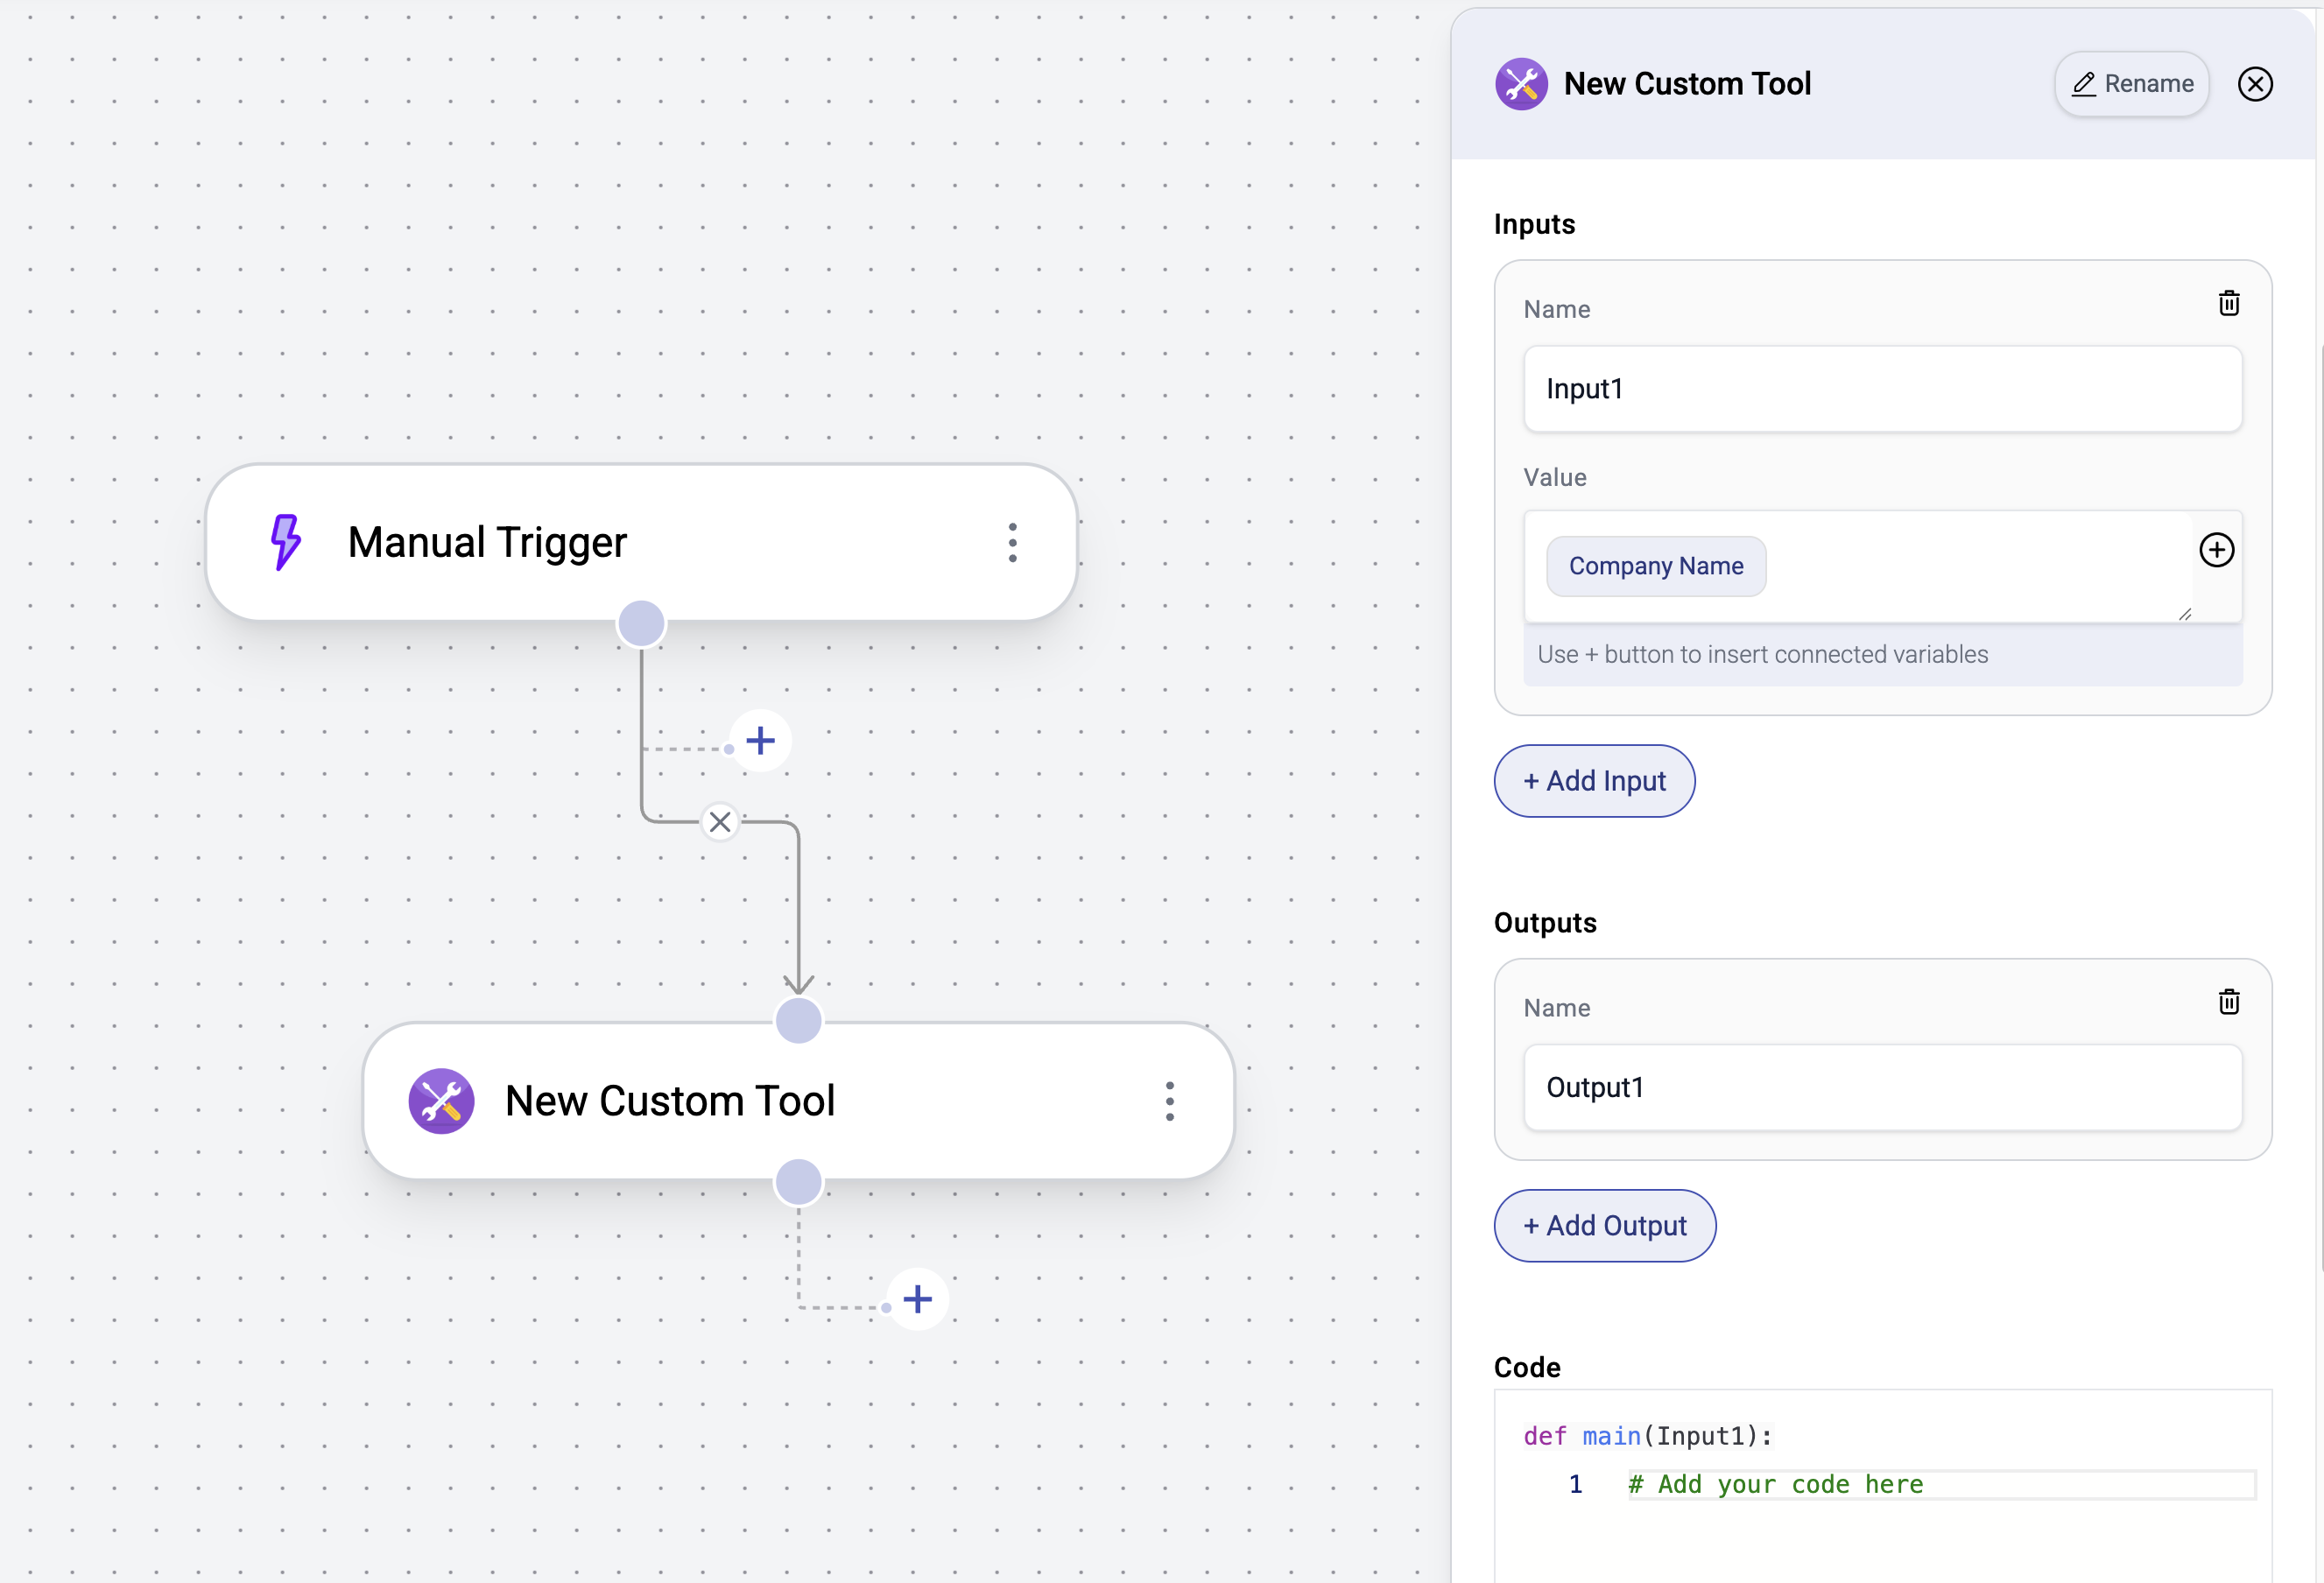 Manual Trigger
New Custom Tool
New Custom Tool
Rename
Inputs
Name
Input1
Value
Company Name
Use + button to insert connected variables
+ Add Input
Outputs
Name
Output1
+ Add Output
Code
def main(Input1):
1 # Add your code here